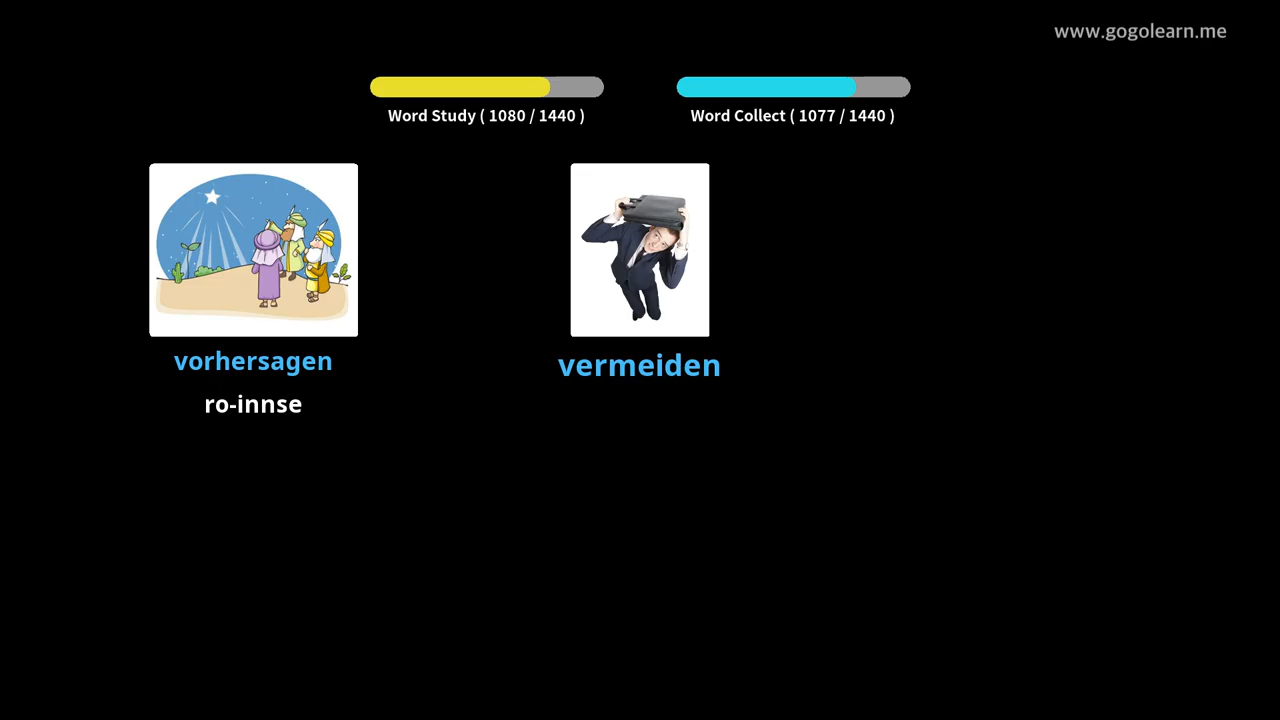 www.gogolearn.me
Word Study ( 1080 / 1440 )
Word Collect ( 1077 / 1440 )
vorhersagen
ro-innse
vermeiden